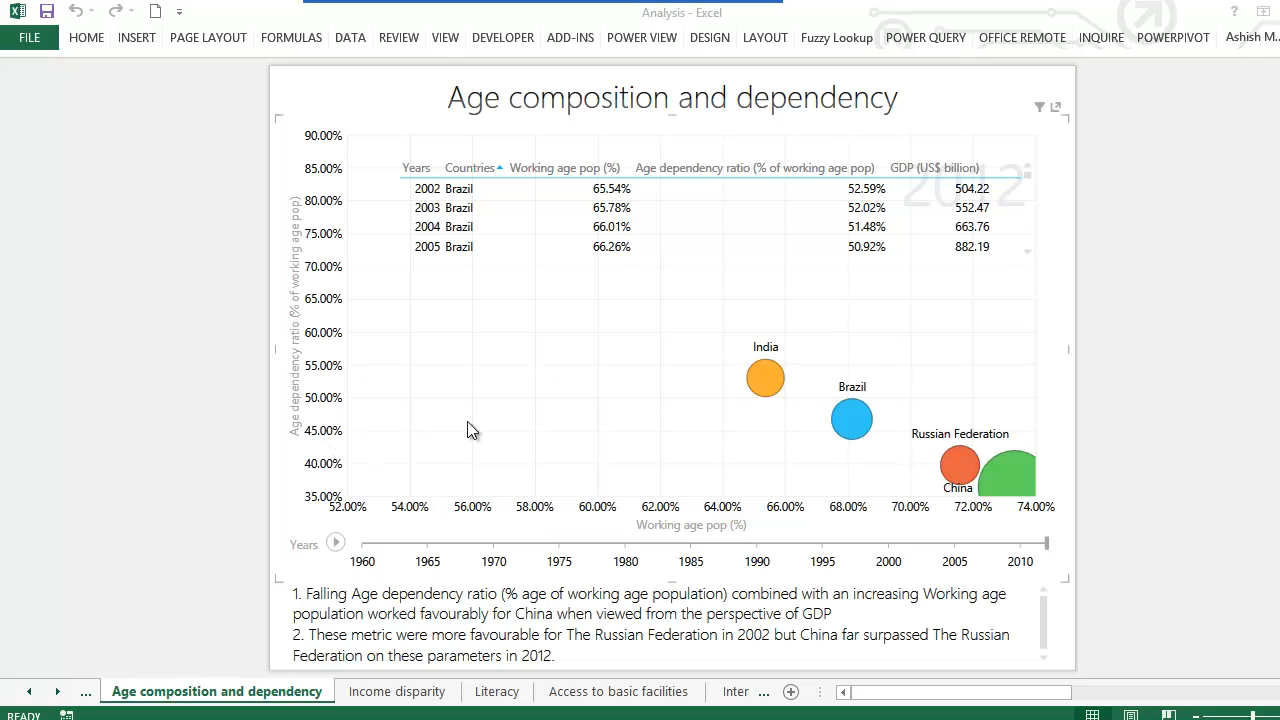 Analysis - Excel
?
FILE HOME INSERT PAGE LAYOUT FORMULAS DATA REVIEW VIEW DEVELOPER ADD-INS POWER VIEW DESIGN LAYOUT Fuzzy Lookup POWER QUERY OFFICE REMOTE INQUIRE POWERPIVOT Ashish M...
Age composition and dependency
2012
Years Countries Working age pop (%) Age dependency ratio (% of working age pop) GDP (US$ billion)
2002 Brazil 65.54% 52.59% 504.22
2003 Brazil 65.78% 52.02% 552.47
2004 Brazil 66.01% 51.48% 663.76
2005 Brazil 66.26% 50.92% 882.19
Age dependency ratio (% of working age pop)
90.00%
85.00%
80.00%
75.00%
70.00%
65.00%
60.00%
55.00%
50.00%
45.00%
40.00%
35.00%
India
Brazil
Russian Federation
China
52.00% 54.00% 56.00% 58.00% 60.00% 62.00% 64.00% 66.00% 68.00% 70.00% 72.00% 74.00%
Working age pop (%)
Years
1960 1965 1970 1975 1980 1985 1990 1995 2000 2005 2010
1. Falling Age dependency ratio (% age of working age population) combined with an increasing Working age
population worked favourably for China when viewed from the perspective of GDP
2. These metric were more favourable for The Russian Federation in 2002 but China far surpassed The Russian
Federation on these parameters in 2012.
... Age composition and dependency Income disparity Literacy Access to basic facilities Inter ...
READY